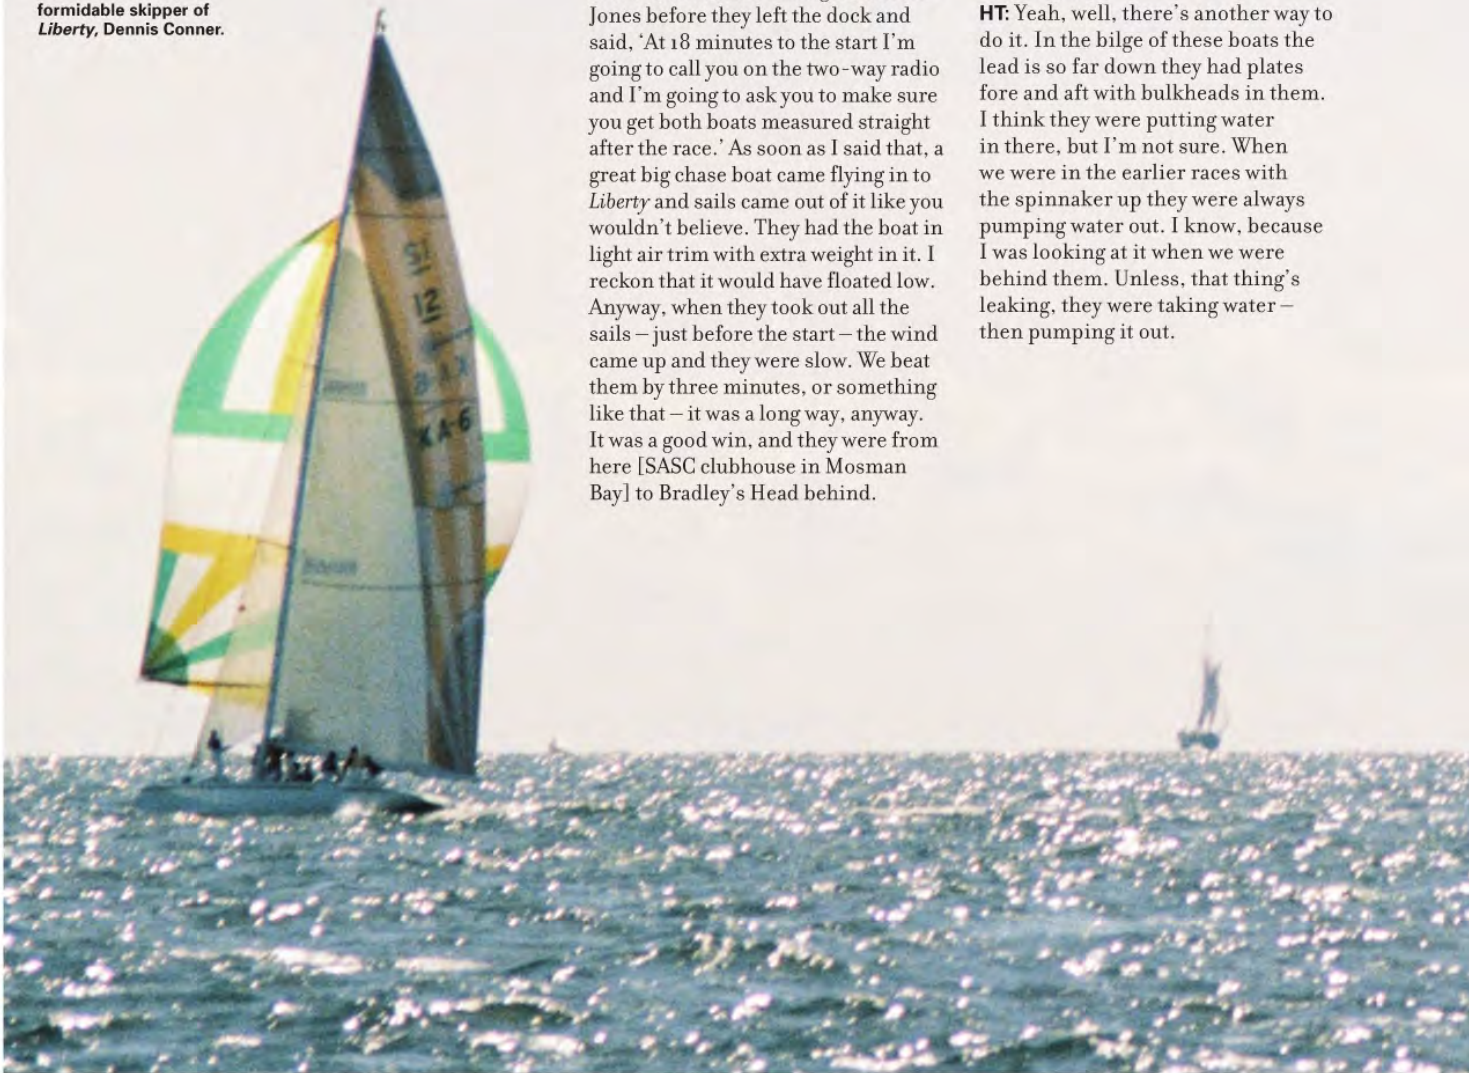 formidable skipper of
Liberty, Dennis Conner.
Jones before they left the dock and
said, ‘At 18 minutes to the start I’m
going to call you on the two-way radio
and I’m going to ask you to make sure
you get both boats measured straight
after the race.’ As soon as I said that, a
great big chase boat came flying in to
Liberty and sails came out of it like you
wouldn’t believe. They had the boat in
light air trim with extra weight in it. I
reckon that it would have floated low.
Anyway, when they took out all the
sails – just before the start – the wind
came up and they were slow. We beat
them by three minutes, or something
like that – it was a long way, anyway.
It was a good win, and they were from
here [SASC clubhouse in Mosman
Bay] to Bradley’s Head behind.
HT: Yeah, well, there’s another way to
do it. In the bilge of these boats the
lead is so far down they had plates
fore and aft with bulkheads in them.
I think they were putting water
in there, but I’m not sure. When
we were in the earlier races with
the spinnaker up they were always
pumping water out. I know, because
I was looking at it when we were
behind them. Unless, that thing’s
leaking, they were taking water –
then pumping it out.
12
KA-6